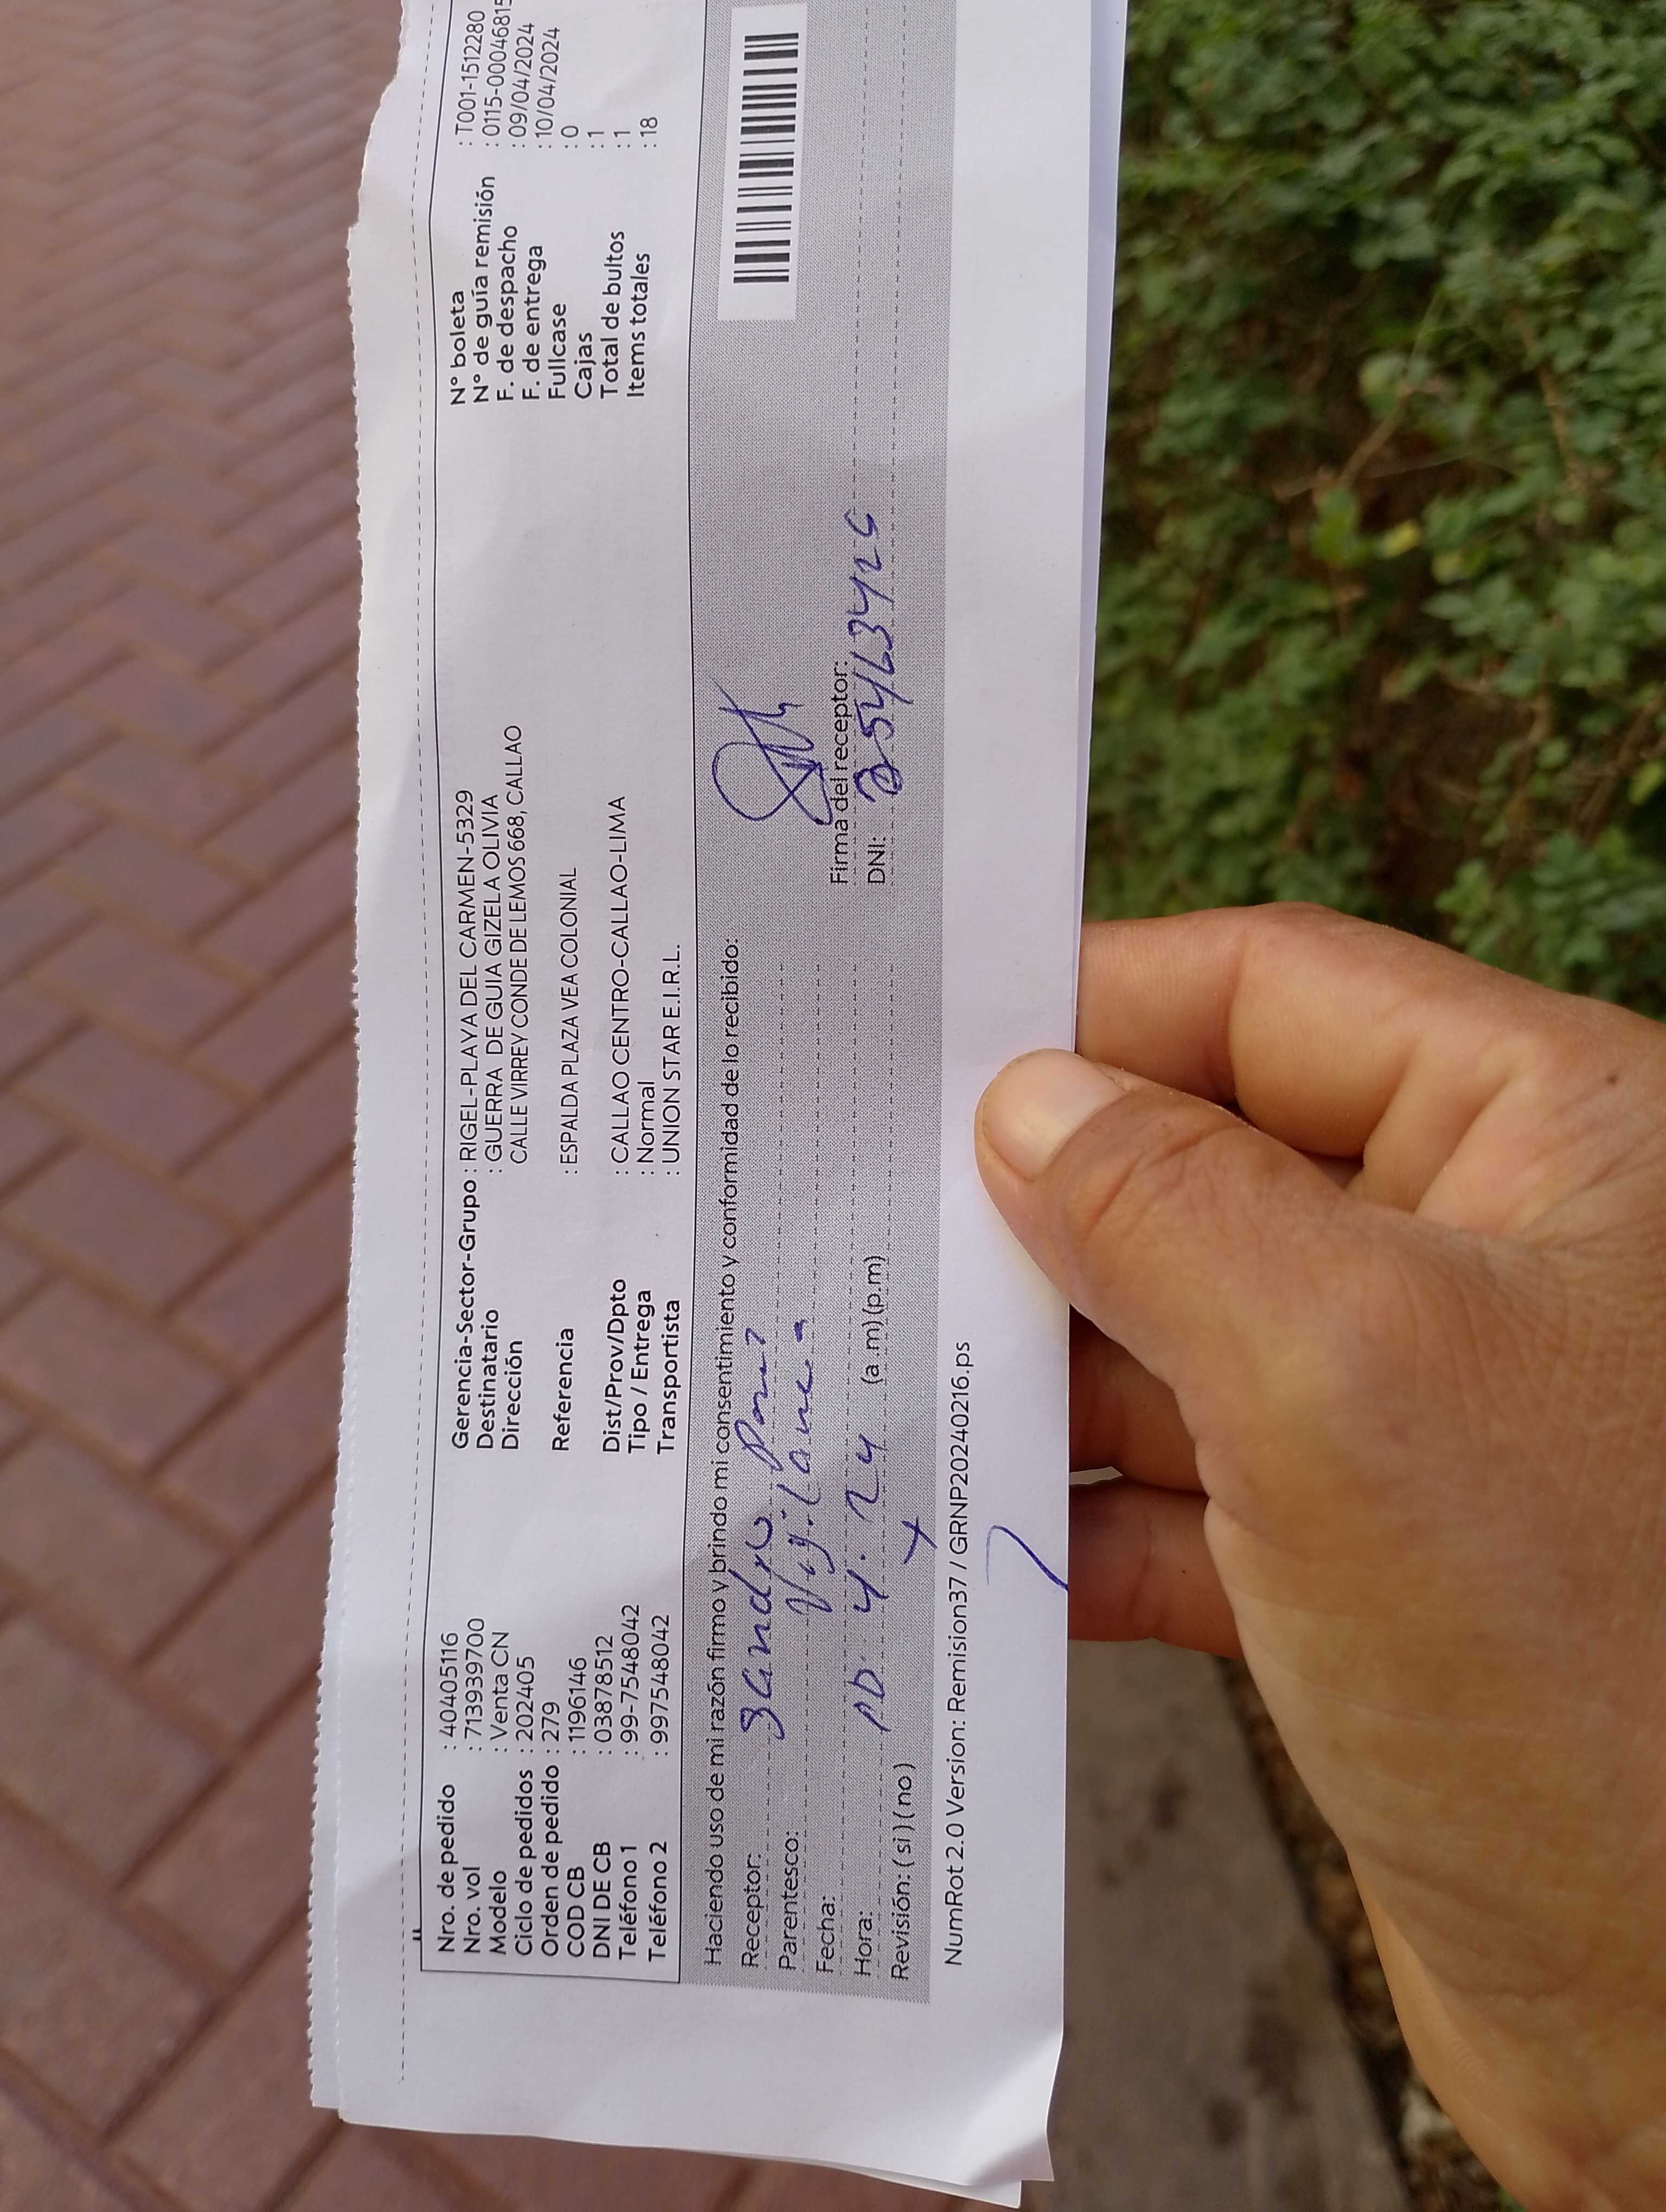 Nro. de pedido : 40405116
Nro. vol : 713939700
Modelo : Venta CN
Ciclo de pedidos : 202405
Orden de pedido : 279
COD CB : 1196146
DNI DE CB : 03878512
Teléfono 1 : 99-7548042
Teléfono 2 : 997548042
Gerencia-Sector-Grupo : RIGEL-PLAYA DEL CARMEN-5329
Destinatario : GUERRA DE GUIA GIZELA OLIVIA
Dirección CALLE VIRREY CONDE DE LEMOS 668, CALLAO
Referencia : ESPALDA PLAZA VEA COLONIAL
Dist/Prov/Dpto : CALLAO CENTRO-CALLAO-LIMA
Tipo / Entrega : Normal
Transportista : UNION STAR E.I.R.L.
N° boleta : T001-1512280
N° de guía remisión : 0115-00046815
F. de despacho : 09/04/2024
F. de entrega : 10/04/2024
Fullcase : 0
Cajas : 1
Total de bultos : 1
Items totales : 18
Haciendo uso de mi razón firmo y brindo mi consentimiento y conformidad de lo recibido:
Receptor:
Parentesco:
Fecha:
Hora: (a.m) (p.m)
Revisión: ( si ) ( no )
Firma del receptor:
DNI:
NumRot 2.0 Version: Remision37 / GRNP20240216.ps